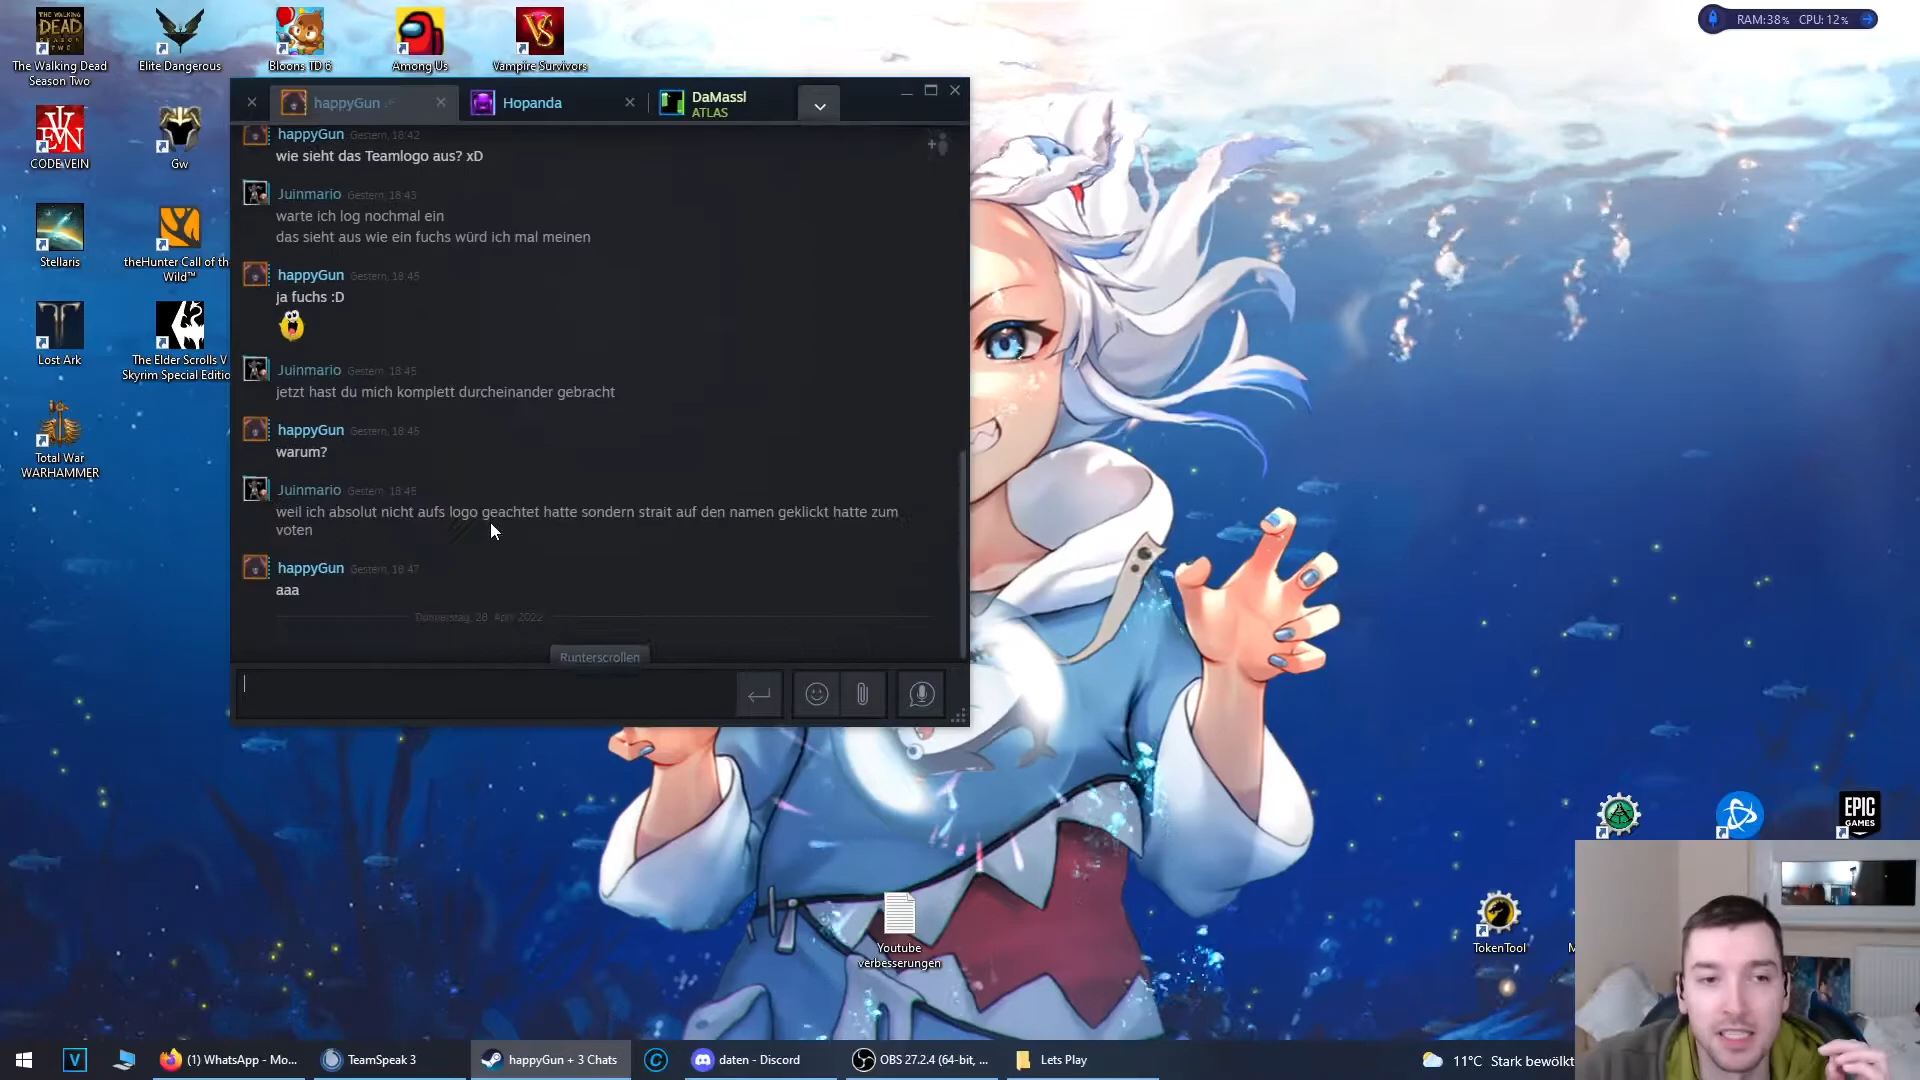 RAM:38% CPU:12%
The Walking Dead
Season Two
Elite Dangerous
Bloons TD 6
Among Us
Vampire Survivors
CODE VEIN
Gw
Stellaris
theHunter Call of th
Wild™
Lost Ark
The Elder Scrolls V
Skyrim Special Editio
Total War
WARHAMMER
happyGun
Hopanda
DaMassl
ATLAS
happyGun Gestern, 18:42
wie sieht das Teamlogo aus? xD
Juinmario Gestern, 18:43
warte ich log nochmal ein
das sieht aus wie ein fuchs würd ich mal meinen
happyGun Gestern, 18:45
ja fuchs :D
Juinmario Gestern, 18:45
jetzt hast du mich komplett durcheinander gebracht
happyGun Gestern, 18:45
warum?
Juinmario Gestern, 18:45
weil ich absolut nicht aufs logo geachtet hatte sondern strait auf den namen geklickt hatte zum
voten
happyGun Gestern, 18:47
aaa
Donnerstag, 28. April 2022
Runterscrollen
EPIC
GAMES
TokenTool
Youtube
verbesserungen
(1) WhatsApp - Mo...
TeamSpeak 3
happyGun + 3 Chats
daten - Discord
OBS 27.2.4 (64-bit, ...
Lets Play
11°C Stark bewölkt